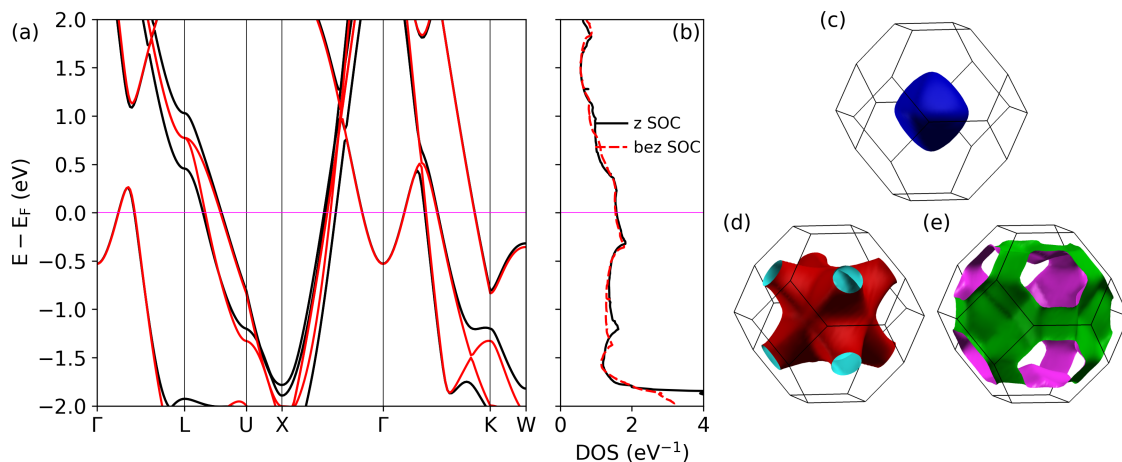 (a)
E − E_F (eV)
2.0
1.5
1.0
0.5
0.0
−0.5
−1.0
−1.5
−2.0
Γ L U X Γ K W
(b)
z SOC
bez SOC
0 2 4
DOS (eV⁻¹)
(c)
(d)
(e)